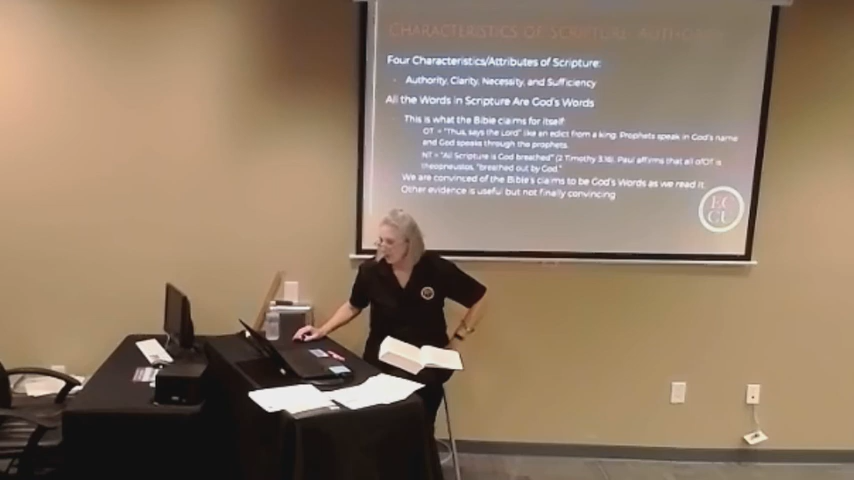 CHARACTERISTICS OF SCRIPTURE: AUTHORITY
Four Characteristics/Attributes of Scripture:
Authority, Clarity, Necessity, and Sufficiency
All the Words in Scripture Are God's Words
This is what the Bible claims for itself
OT = "Thus, says the Lord" like an edict from a king. Prophets speak in God's name
and God speaks through the prophets.
NT = "All Scripture is God breathed" (2 Timothy 3:16). Paul affirms that all of OT is
theopneustos, "breathed out by God."
We are convinced of the Bible's claims to be God's Words as we read it.
Other evidence is useful but not finally convincing
EC
CU